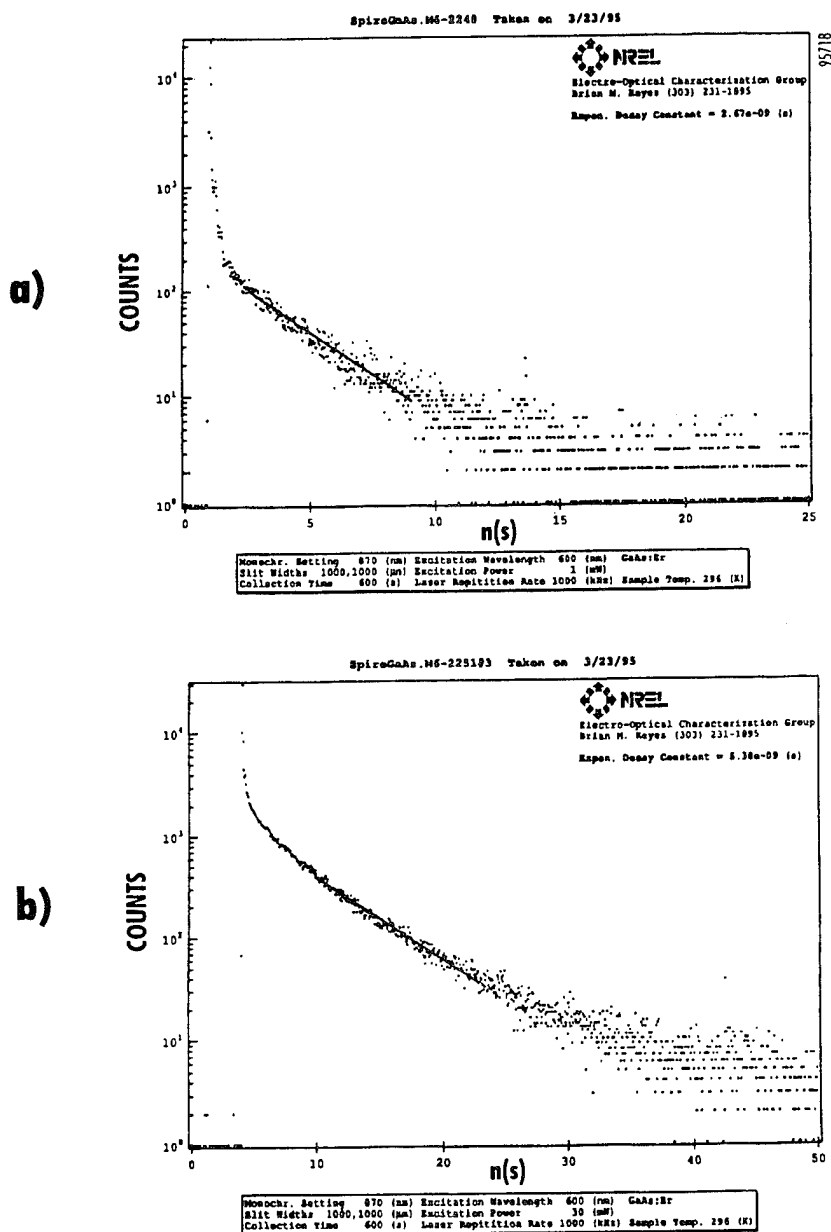 SpireGaAs.M6-2240 Taken on 3/23/95
95718
NREL
Electro-Optical Characterization Group
Brian M. Keyes (303) 231-1895
Expon. Decay Constant = 2.67e-09 (s)
10⁴
10³
10²
10¹
10⁰
COUNTS
a)
0 5 10 15 20 25
n(s)
Monochr. Setting 870 (nm) Excitation Wavelength 600 (nm) GaAs:Er
Slit Widths 1000,1000 (µm) Excitation Power 1 (mW)
Collection Time 600 (s) Laser Repitition Rate 1000 (kHz) Sample Temp. 296 (K)
SpireGaAs.M6-2251#3 Taken on 3/23/95
NREL
Electro-Optical Characterization Group
Brian M. Keyes (303) 231-1895
Expon. Decay Constant = 5.38e-09 (s)
10⁴
10³
10²
10¹
10⁰
COUNTS
b)
0 10 20 30 40 50
n(s)
Monochr. Setting 870 (nm) Excitation Wavelength 600 (nm) GaAs:Er
Slit Widths 1000,1000 (µm) Excitation Power 30 (mW)
Collection Time 600 (s) Laser Repitition Rate 1000 (kHz) Sample Temp. 296 (K)